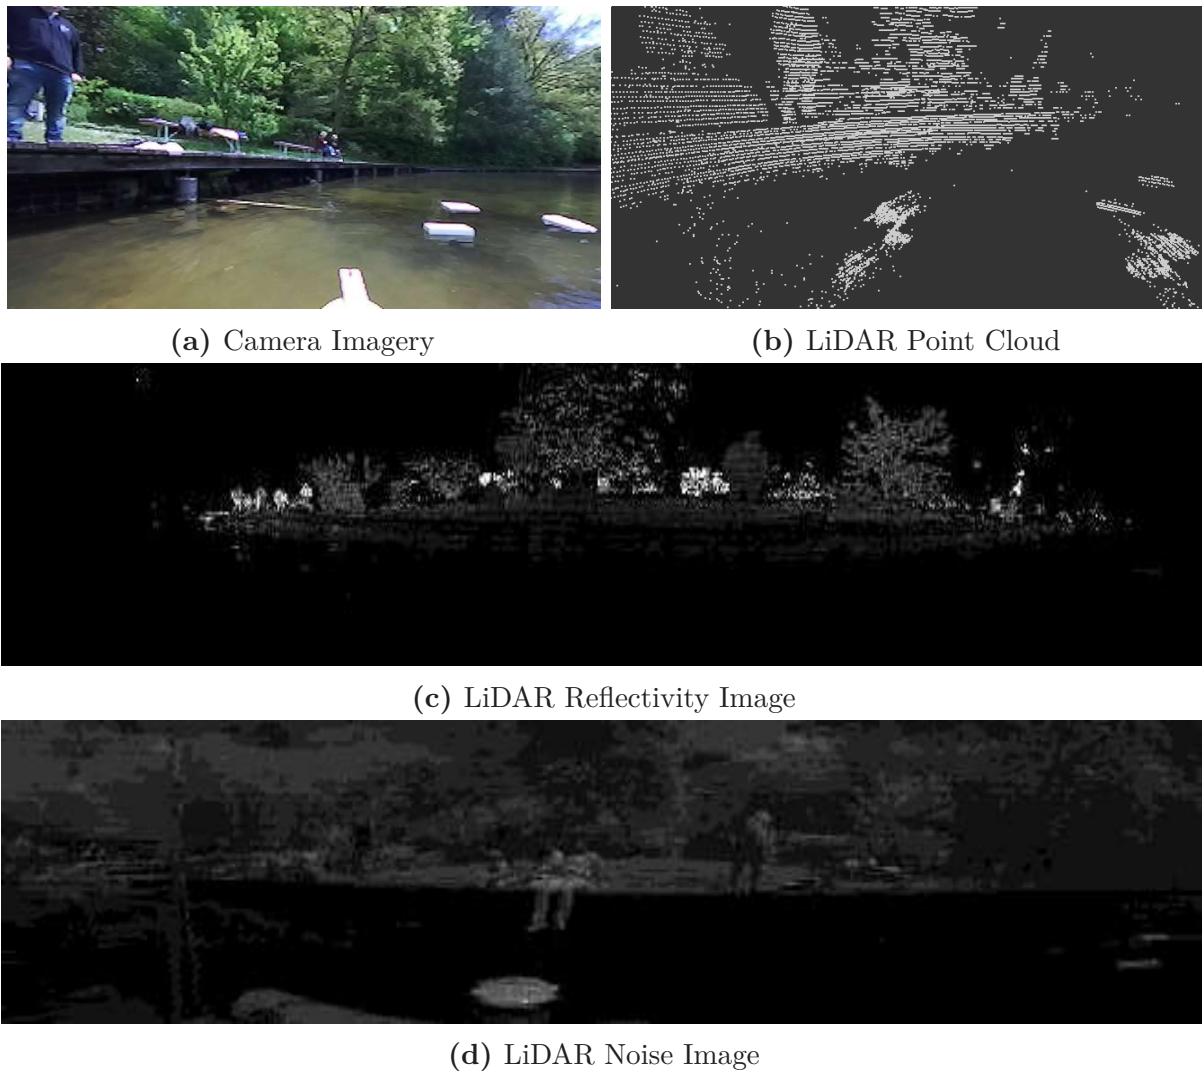 (a) Camera Imagery
(b) LiDAR Point Cloud
(c) LiDAR Reflectivity Image
(d) LiDAR Noise Image